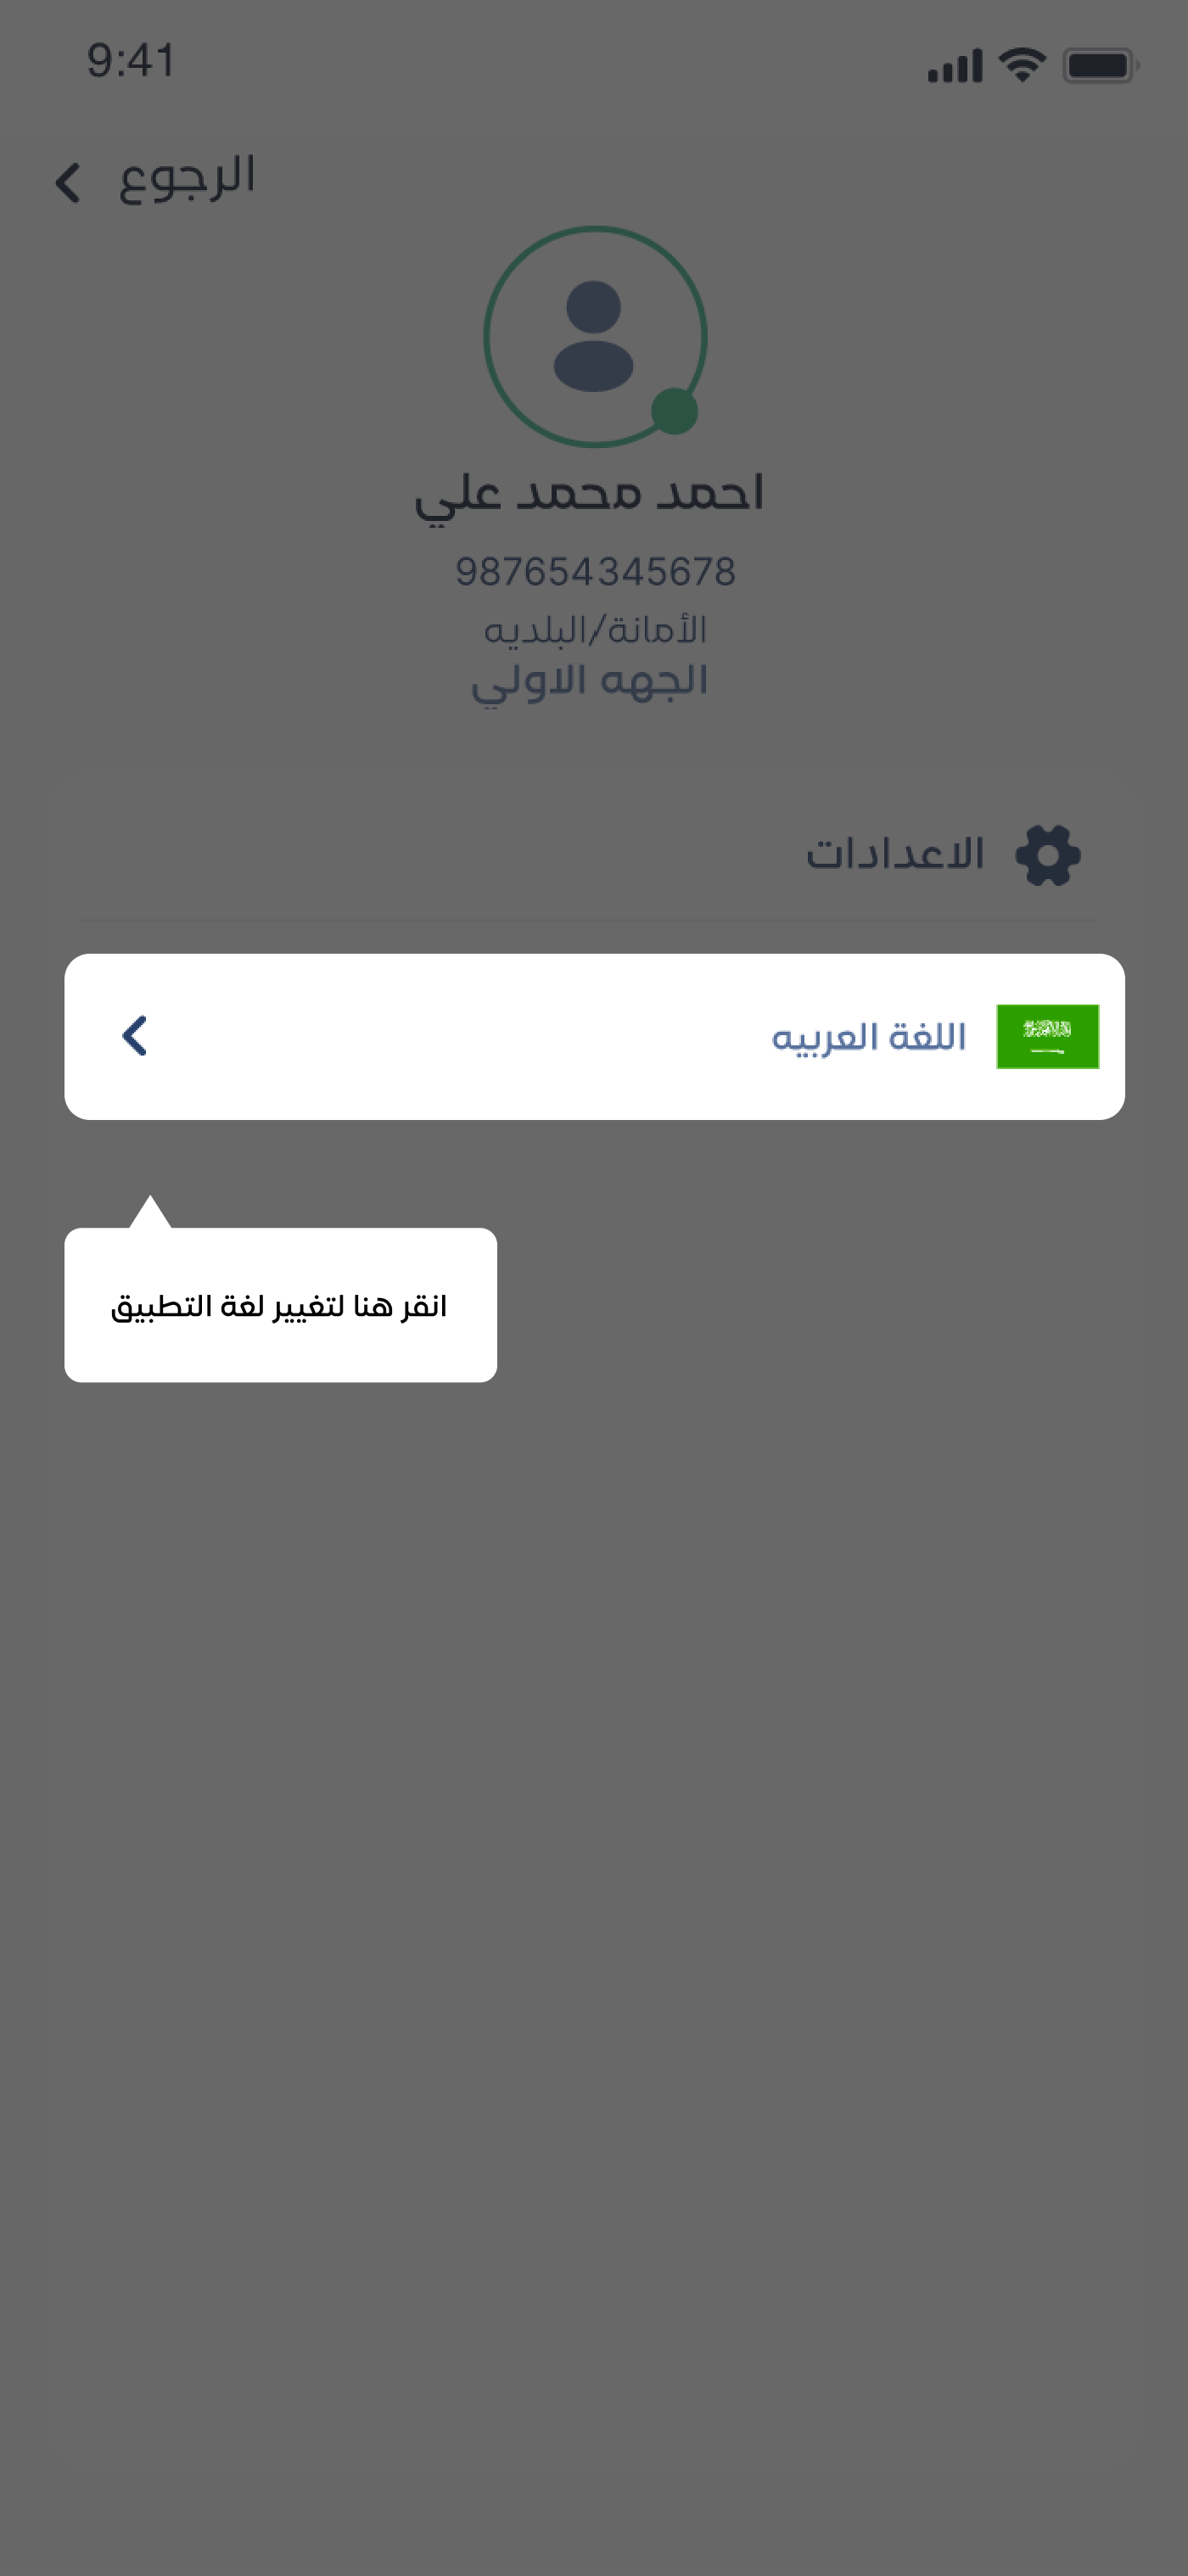 9:41
الرجوع
احمد محمد علي
987654345678
الأمانة/البلديه
الجهه الاولي
الاعدادات
اللغة العربيه
انقر هنا لتغيير لغة التطبيق